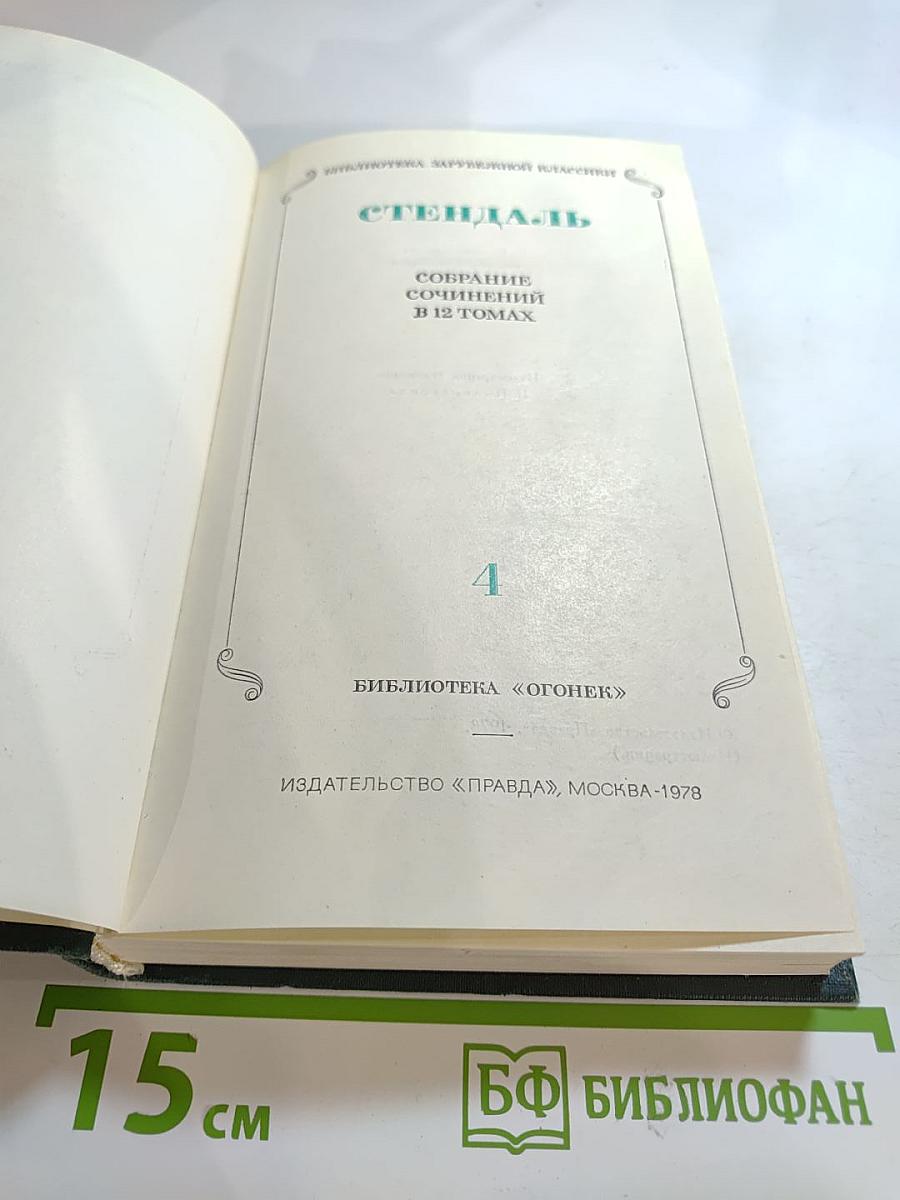 БИБЛИОТЕКА ЗАРУБЕЖНОЙ КЛАССИКИ
СТЕНДАЛЬ
СОБРАНИЕ
СОЧИНЕНИЙ
В 12 ТОМАХ
4
БИБЛИОТЕКА «ОГОНЕК»
ИЗДАТЕЛЬСТВО «ПРАВДА», МОСКВА-1978
15 см
БФ БИБЛИОФАН